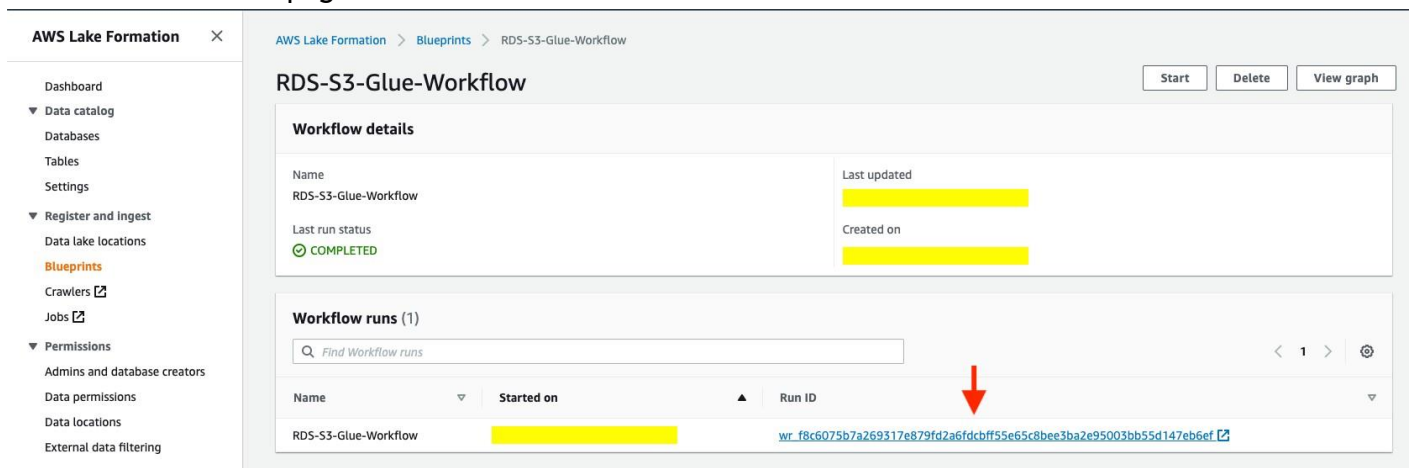 AWS Lake Formation
Dashboard
Data catalog
Databases
Tables
Settings
Register and ingest
Data lake locations
Blueprints
Crawlers
Jobs
Permissions
Admins and database creators
Data permissions
Data locations
External data filtering
AWS Lake Formation > Blueprints > RDS-S3-Glue-Workflow
RDS-S3-Glue-Workflow
Start Delete View graph
Workflow details
Name
RDS-S3-Glue-Workflow
Last run status
COMPLETED
Last updated
Created on
Workflow runs (1)
Find Workflow runs
< 1 >
Name Started on Run ID
RDS-S3-Glue-Workflow wr_f8c6075b7a269317e879fd2a6fdcbff55e65c8bee3ba2e95003bb55d147eb6ef